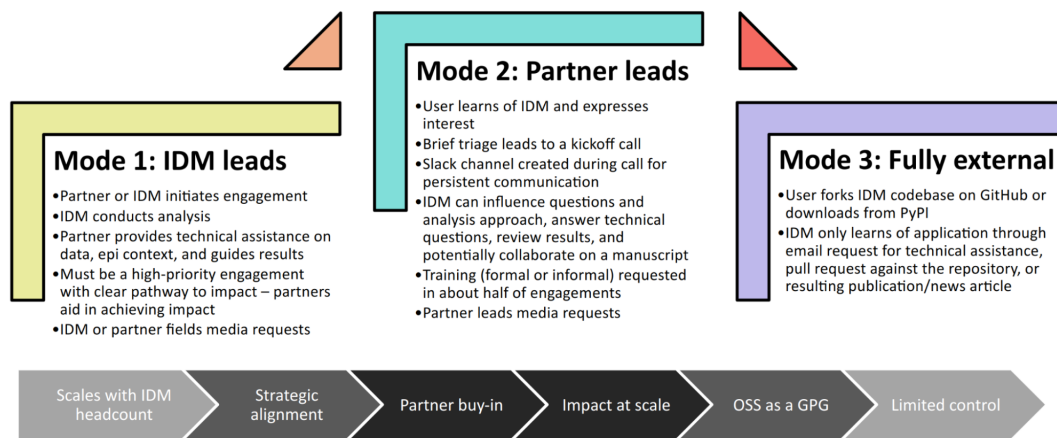 Mode 1: IDM leads
•Partner or IDM initiates engagement
•IDM conducts analysis
•Partner provides technical assistance on
data, epi context, and guides results
•Must be a high-priority engagement
with clear pathway to impact – partners
aid in achieving impact
•IDM or partner fields media requests
Mode 2: Partner leads
•User learns of IDM and expresses
interest
•Brief triage leads to a kickoff call
•Slack channel created during call for
persistent communication
•IDM can influence questions and
analysis approach, answer technical
questions, review results, and
potentially collaborate on a manuscript
•Training (formal or informal) requested
in about half of engagements
•Partner leads media requests
Mode 3: Fully external
•User forks IDM codebase on GitHub or
downloads from PyPI
•IDM only learns of application through
email request for technical assistance,
pull request against the repository, or
resulting publication/news article
Scales with IDM
headcount
Strategic
alignment
Partner buy-in
Impact at scale
OSS as a GPG
Limited control